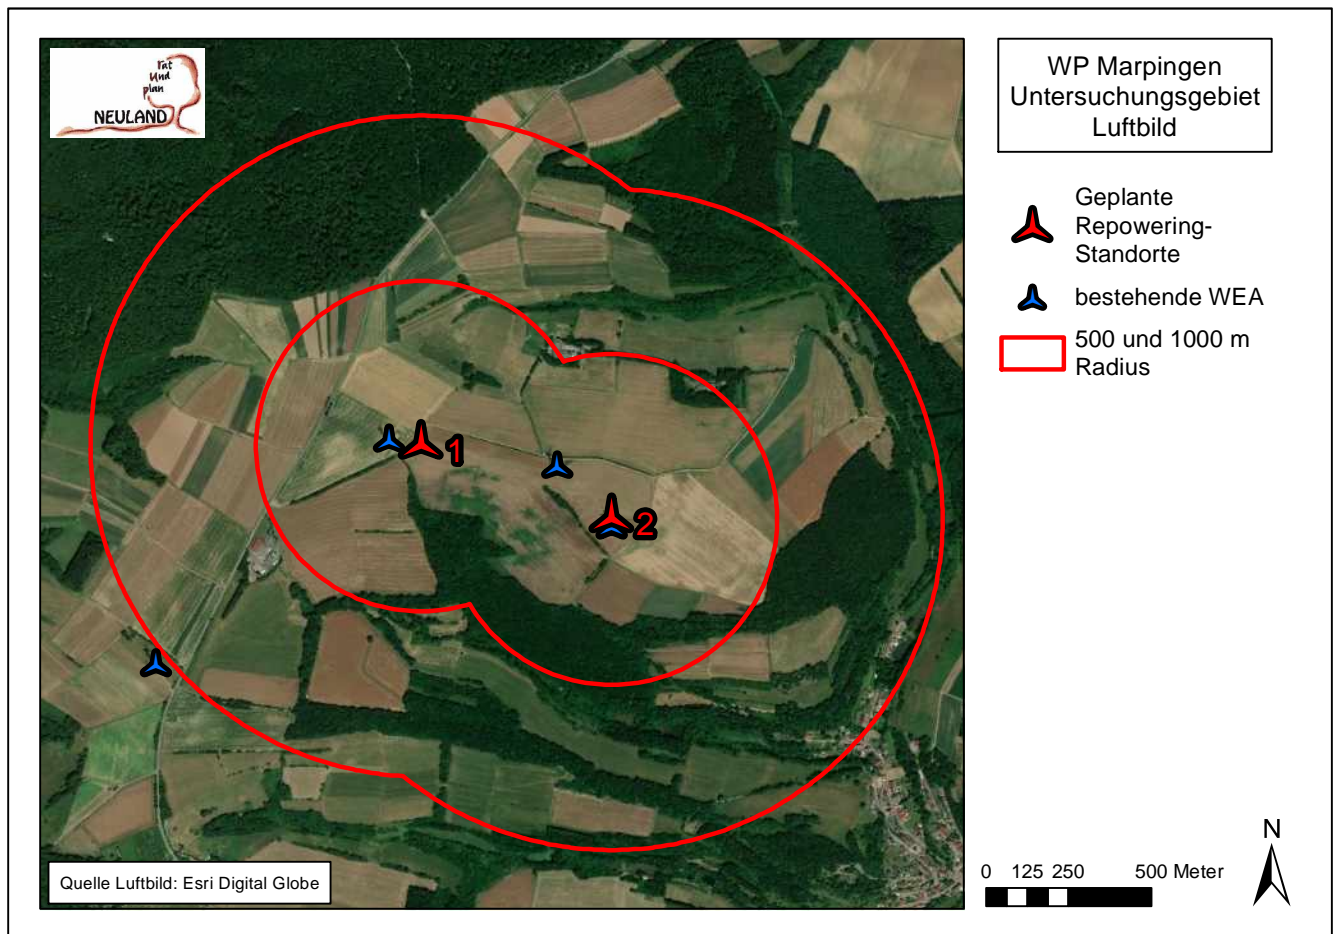 rat
und
plan
NEULAND
WP Marpingen
Untersuchungsgebiet
Luftbild
Geplante
Repowering-
Standorte
bestehende WEA
500 und 1000 m
Radius
1
2
Quelle Luftbild: Esri Digital Globe
0 125 250 500 Meter
N